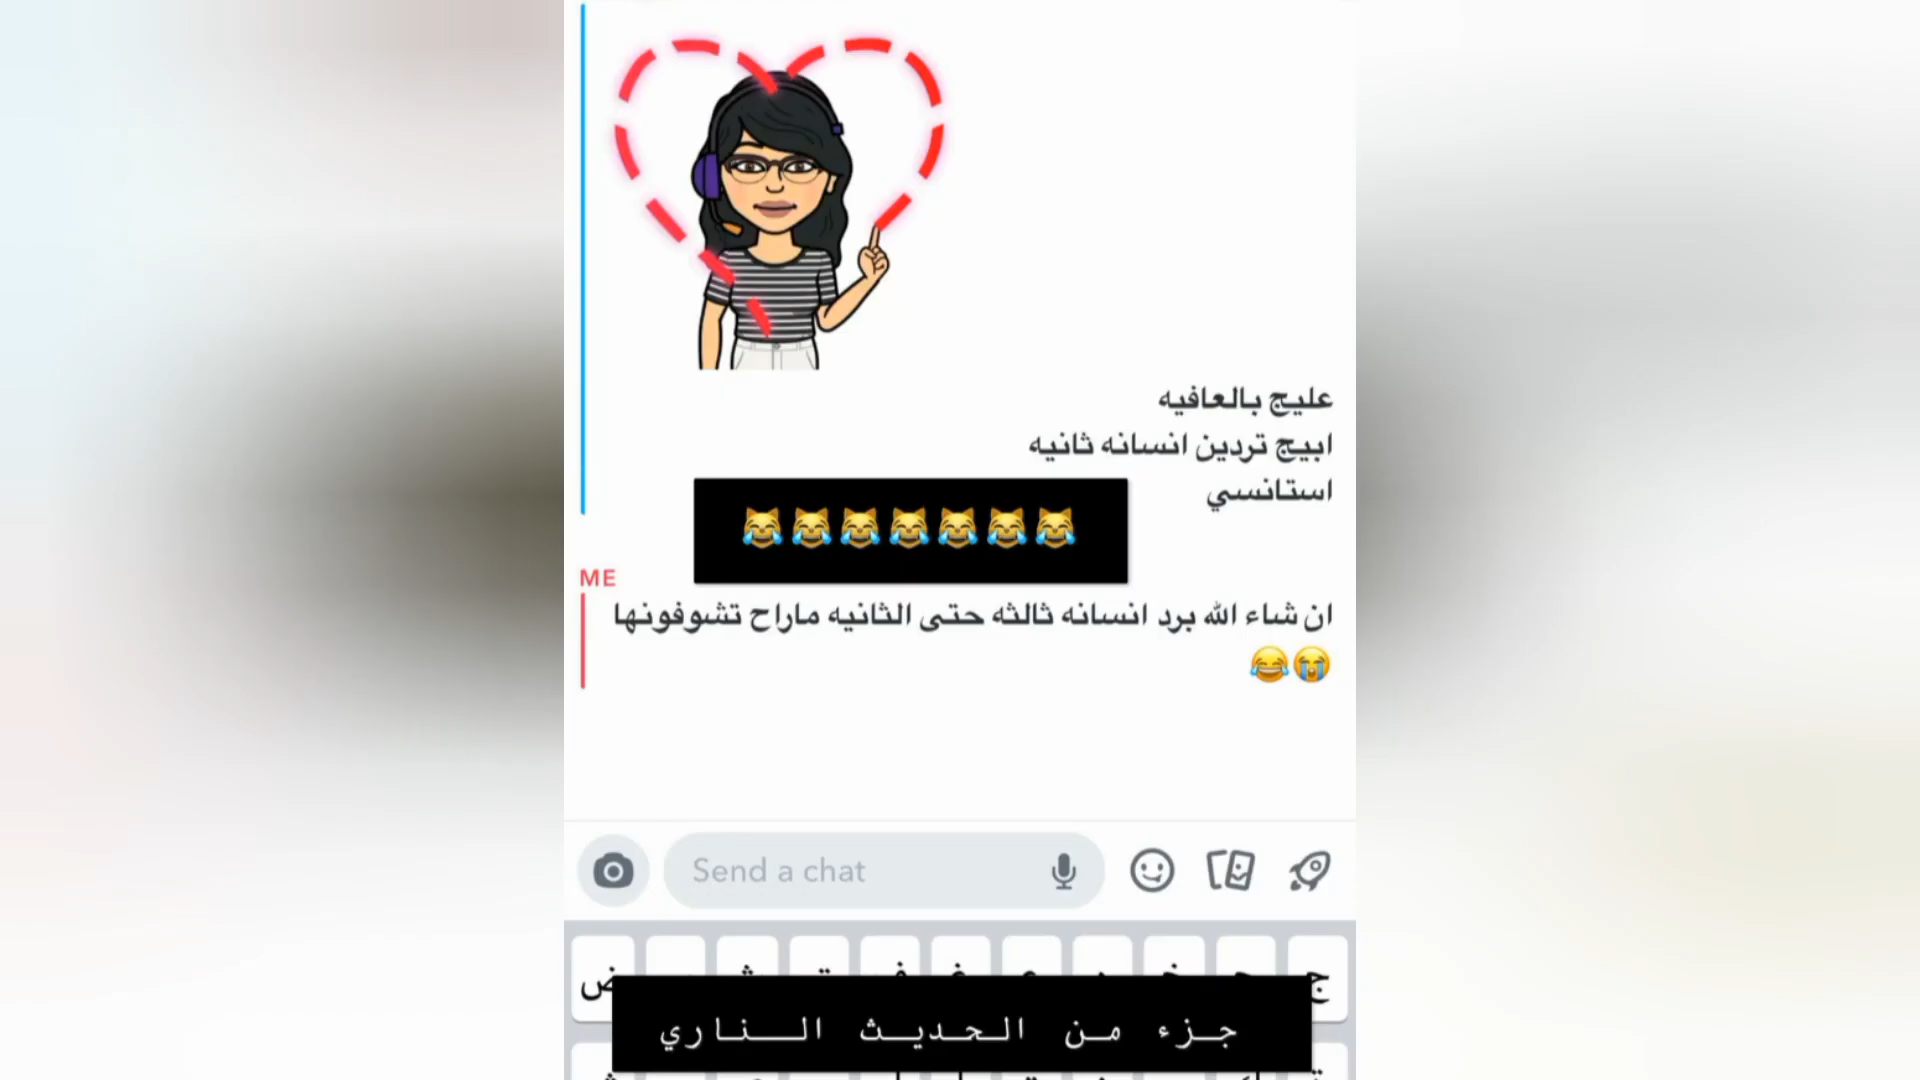 عليج بالعافيه
ابيج تردين انسانه ثانيه
استانسي
😹😹😹😹😹😹😹
ME
ان شاء الله برد انسانه ثالثه حتى الثانيه ماراح تشوفونها
😭😂
Send a chat
ض
ج
جزء من الحديث الناري